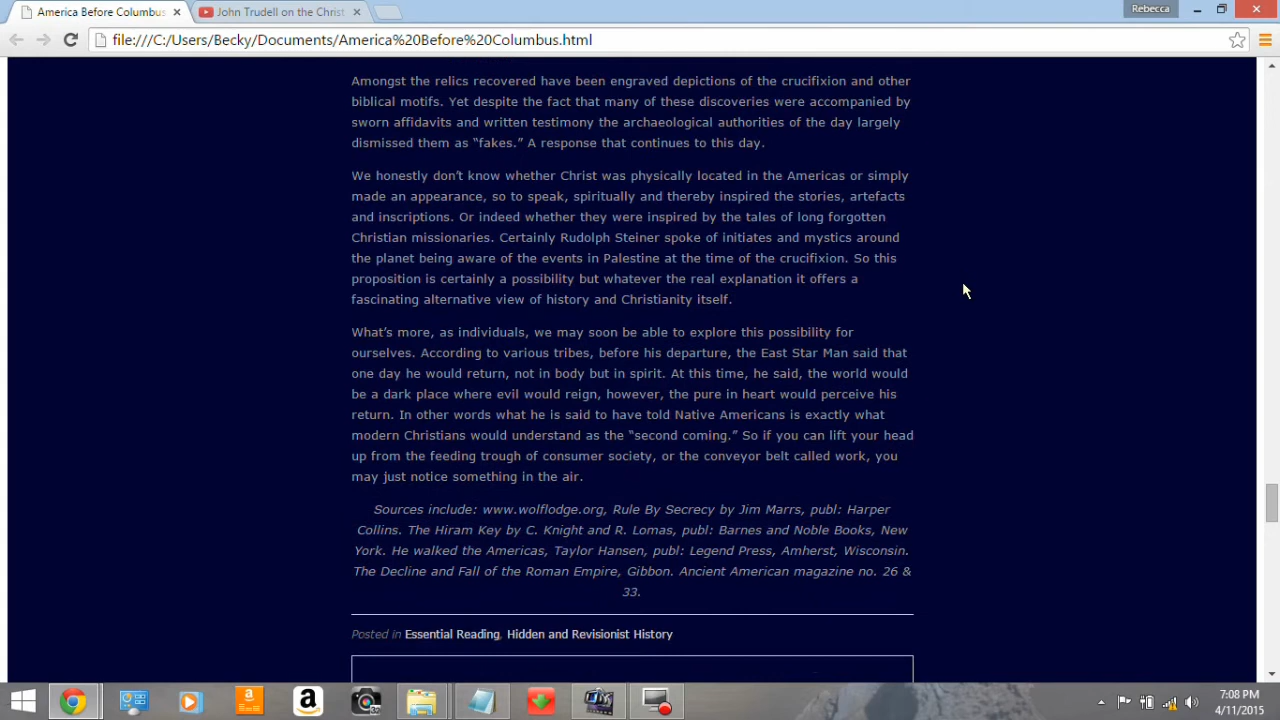 America Before Columbus
John Trudell on the Christ
Rebecca
file:///C:/Users/Becky/Documents/America%20Before%20Columbus.html
Amongst the relics recovered have been engraved depictions of the crucifixion and other
biblical motifs. Yet despite the fact that many of these discoveries were accompanied by
sworn affidavits and written testimony the archaeological authorities of the day largely
dismissed them as “fakes.” A response that continues to this day.
We honestly don’t know whether Christ was physically located in the Americas or simply
made an appearance, so to speak, spiritually and thereby inspired the stories, artefacts
and inscriptions. Or indeed whether they were inspired by the tales of long forgotten
Christian missionaries. Certainly Rudolph Steiner spoke of initiates and mystics around
the planet being aware of the events in Palestine at the time of the crucifixion. So this
proposition is certainly a possibility but whatever the real explanation it offers a
fascinating alternative view of history and Christianity itself.
What’s more, as individuals, we may soon be able to explore this possibility for
ourselves. According to various tribes, before his departure, the East Star Man said that
one day he would return, not in body but in spirit. At this time, he said, the world would
be a dark place where evil would reign, however, the pure in heart would perceive his
return. In other words what he is said to have told Native Americans is exactly what
modern Christians would understand as the “second coming.” So if you can lift your head
up from the feeding trough of consumer society, or the conveyor belt called work, you
may just notice something in the air.
Sources include: www.wolflodge.org, Rule By Secrecy by Jim Marrs, publ: Harper
Collins. The Hiram Key by C. Knight and R. Lomas, publ: Barnes and Noble Books, New
York. He walked the Americas, Taylor Hansen, publ: Legend Press, Amherst, Wisconsin.
The Decline and Fall of the Roman Empire, Gibbon. Ancient American magazine no. 26 &
33.
Posted in Essential Reading, Hidden and Revisionist History
7:08 PM
4/11/2015